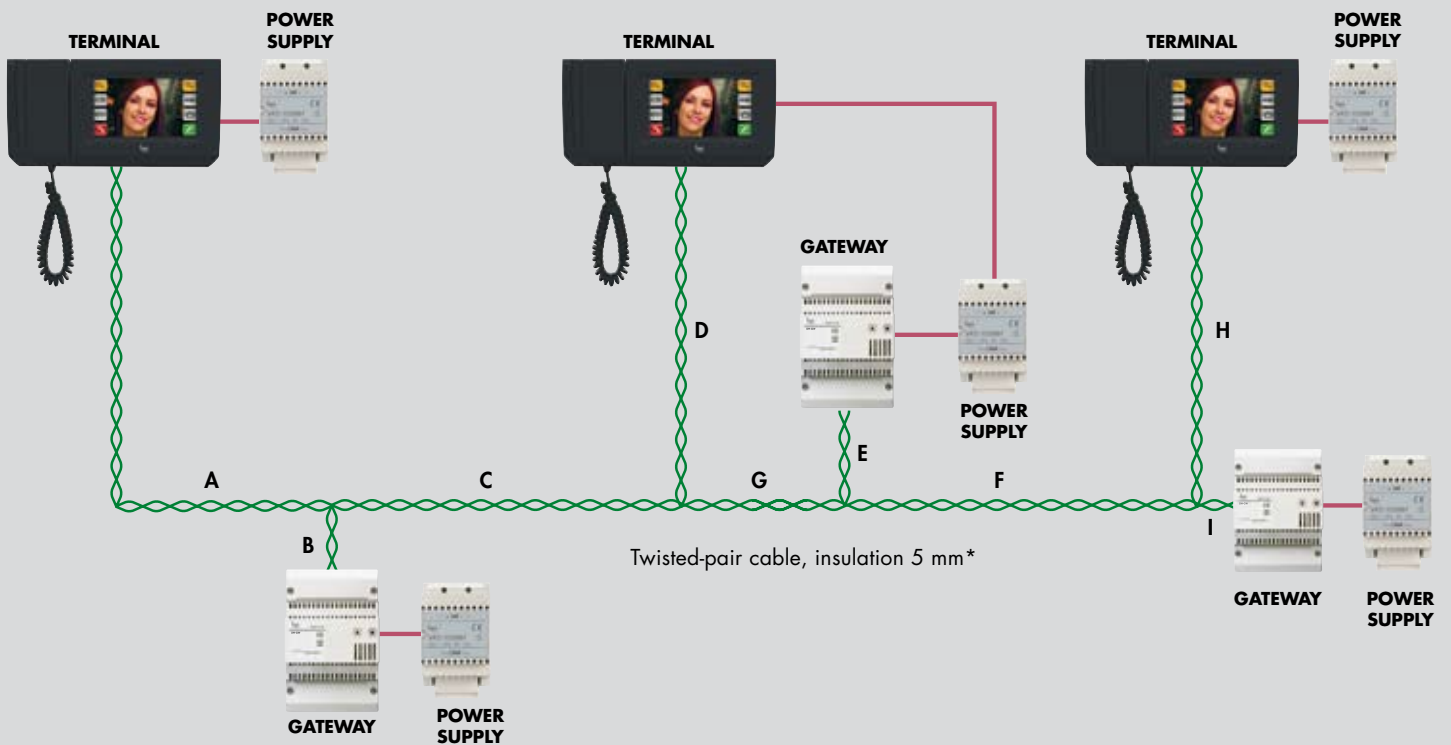 TERMINAL
POWER
SUPPLY
TERMINAL
TERMINAL
POWER
SUPPLY
GATEWAY
D
H
POWER
SUPPLY
E
A
C
G
F
B
I
Twisted-pair cable, insulation 5 mm*
GATEWAY
POWER
SUPPLY
GATEWAY
POWER
SUPPLY